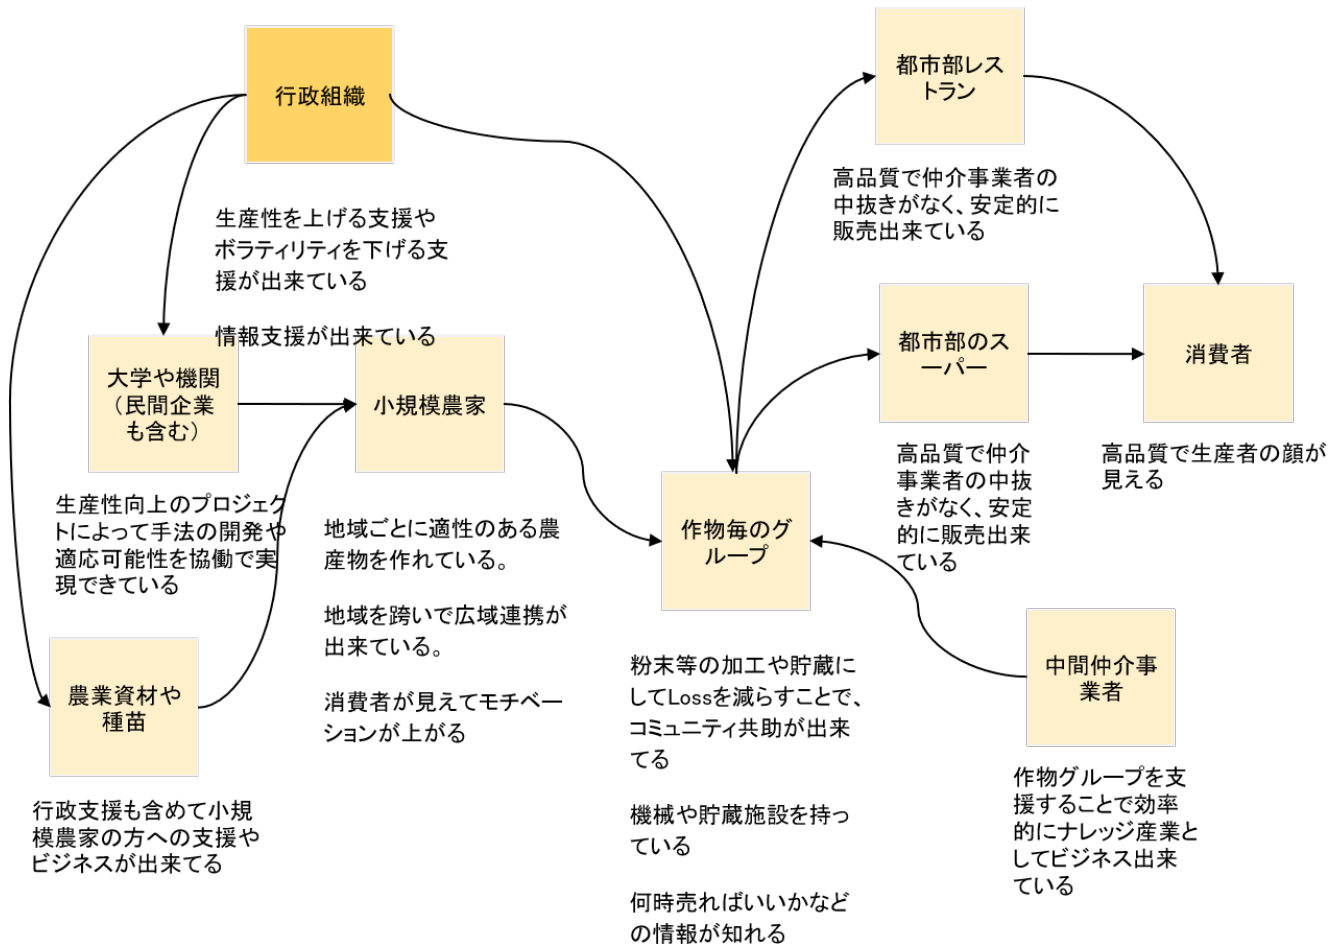 行政組織
生産性を上げる支援や
ボラティリティを下げる支
援が出来ている
情報支援が出来ている
大学や機関
（民間企業
も含む）
生産性向上のプロジェク
トによって手法の開発や
適応可能性を協働で実
現できている
農業資材や
種苗
行政支援も含めて小規
模農家の方への支援や
ビジネスが出来てる
小規模農家
地域ごとに適性のある農
産物を作れている。
地域を跨いで広域連携が
出来ている。
消費者が見えてモチベー
ションが上がる
作物毎のグ
ループ
粉末等の加工や貯蔵に
してLossを減らすことで、
コミュニティ共助が出来
てる
機械や貯蔵施設を持っ
ている
何時売ればいいかなど
の情報が知れる
都市部レス
トラン
高品質で仲介事業者の
中抜きがなく、安定的に
販売出来ている
都市部のス
ーパー
高品質で仲介
事業者の中抜
きがなく、安定
的に販売出来
ている
消費者
高品質で生産者の顔が
見える
中間仲介事
業者
作物グループを支
援することで効率
的にナレッジ産業と
してビジネス出来
ている